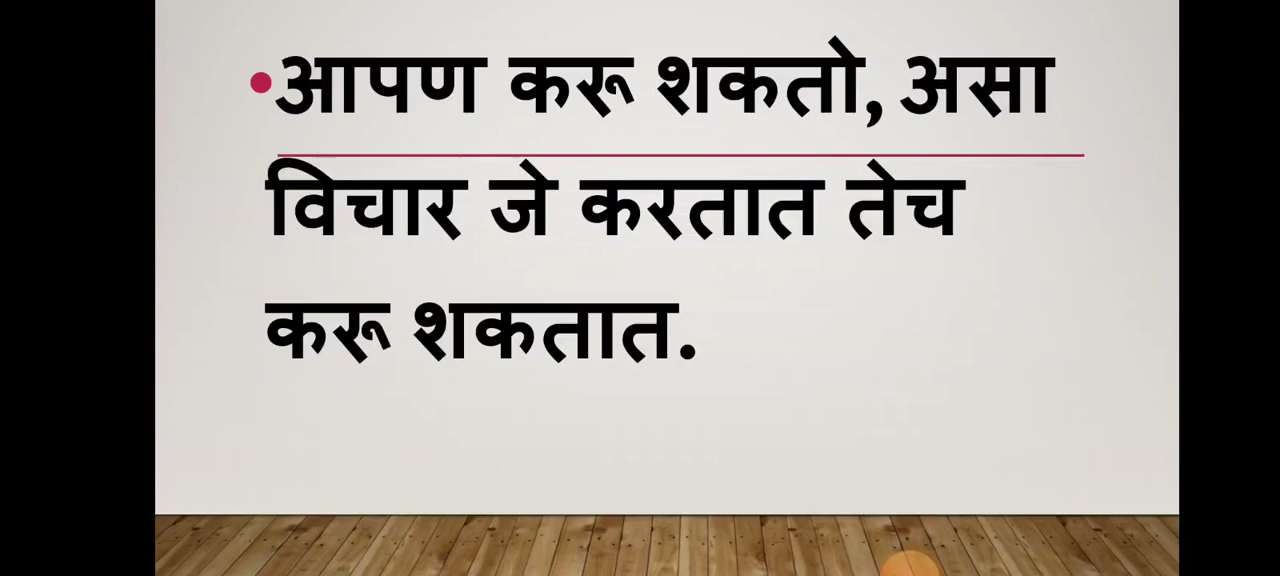 •आपण करू शकतो, असा
विचार जे करतात तेच
करू शकतात.